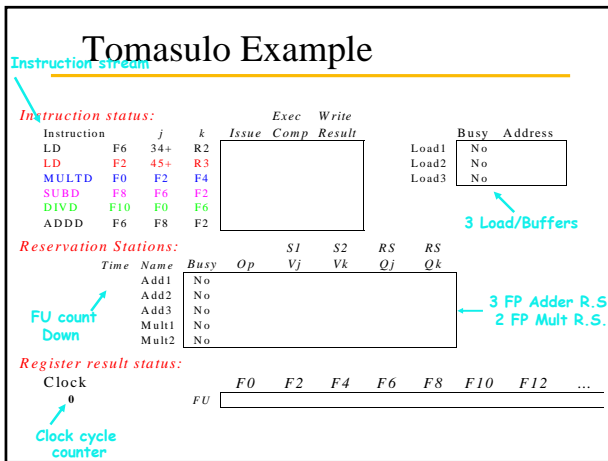 Tomasulo Example
Instruction stream
Instruction status: Exec Write
Instruction j k Issue Comp Result Busy Address
LD F6 34+ R2 Load1 No
LD F2 45+ R3 Load2 No
MULTD F0 F2 F4 Load3 No
SUBD F8 F6 F2
DIVD F10 F0 F6
ADDD F6 F8 F2
3 Load/Buffers
Reservation Stations: S1 S2 RS RS
Time Name Busy Op Vj Vk Qj Qk
Add1 No
Add2 No
Add3 No
Mult1 No
Mult2 No
FU count
Down
3 FP Adder R.S.
2 FP Mult R.S.
Register result status:
Clock F0 F2 F4 F6 F8 F10 F12 ...
0 FU
Clock cycle
counter